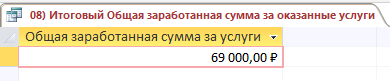 08) Итоговый Общая заработанная сумма за оказанные услуги
Общая заработанная сумма за услуги
69 000,00 ₽